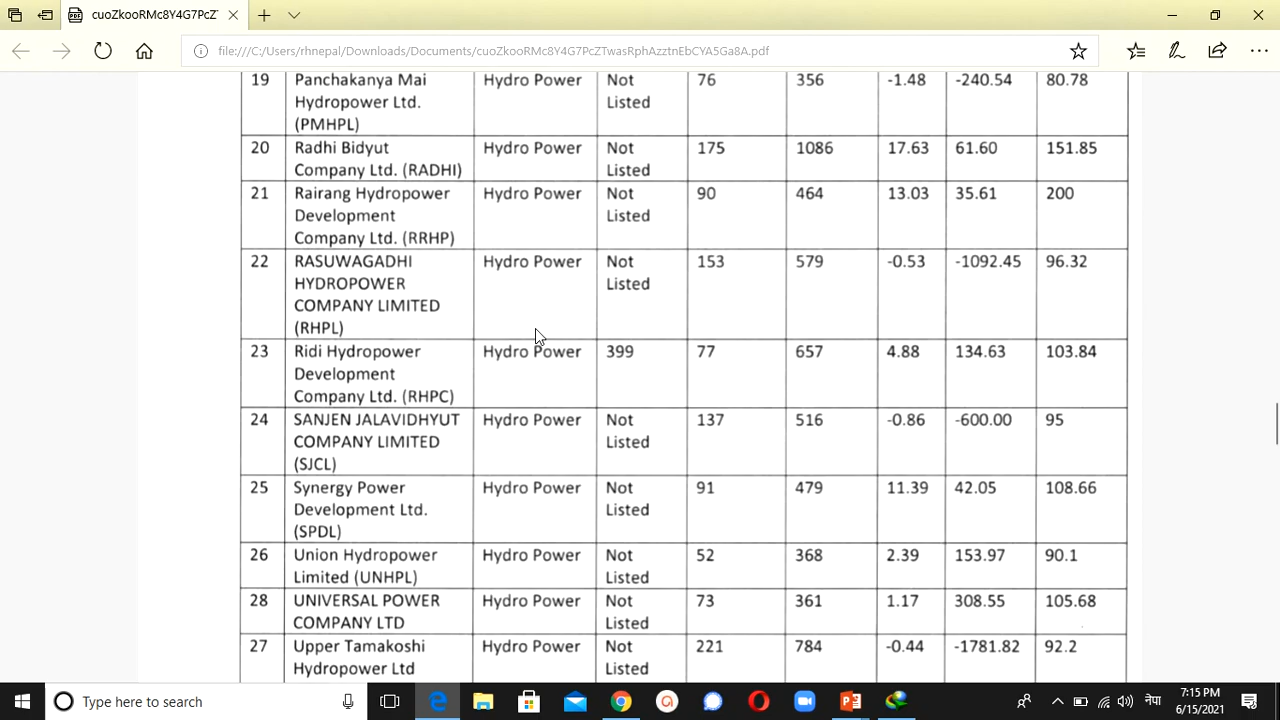 cuoZkooRMc8Y4G7PcZT
file:///C:/Users/rhnepal/Downloads/Documents/cuoZkooRMc8Y4G7PcZTwasRphAzztnEbCYA5Ga8A.pdf
19 Panchakanya Mai Hydro Power Not 76 356 -1.48 -240.54 80.78
Hydropower Ltd. Listed
(PMHPL)
20 Radhi Bidyut Hydro Power Not 175 1086 17.63 61.60 151.85
Company Ltd. (RADHI) Listed
21 Rairang Hydropower Hydro Power Not 90 464 13.03 35.61 200
Development Listed
Company Ltd. (RRHP)
22 RASUWAGADHI Hydro Power Not 153 579 -0.53 -1092.45 96.32
HYDROPOWER Listed
COMPANY LIMITED
(RHPL)
23 Ridi Hydropower Hydro Power 399 77 657 4.88 134.63 103.84
Development
Company Ltd. (RHPC)
24 SANJEN JALAVIDHYUT Hydro Power Not 137 516 -0.86 -600.00 95
COMPANY LIMITED Listed
(SJCL)
25 Synergy Power Hydro Power Not 91 479 11.39 42.05 108.66
Development Ltd. Listed
(SPDL)
26 Union Hydropower Hydro Power Not 52 368 2.39 153.97 90.1
Limited (UNHPL) Listed
28 UNIVERSAL POWER Hydro Power Not 73 361 1.17 308.55 105.68
COMPANY LTD Listed
27 Upper Tamakoshi Hydro Power Not 221 784 -0.44 -1781.82 92.2
Hydropower Ltd Listed
Type here to search
नेपा
7:15 PM
6/15/2021